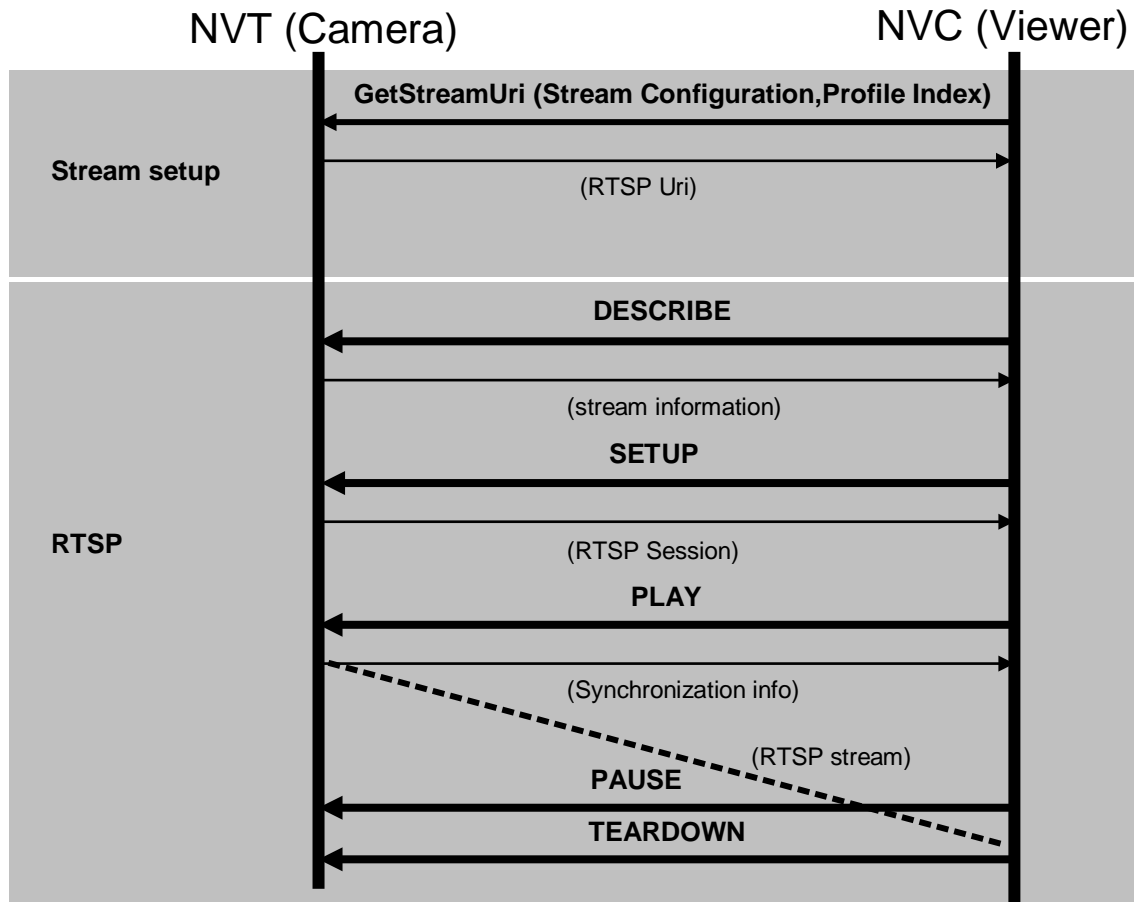 NVT (Camera)
NVC (Viewer)
GetStreamUri (Stream Configuration,Profile Index)
Stream setup
(RTSP Uri)
DESCRIBE
(stream information)
SETUP
RTSP
(RTSP Session)
PLAY
(Synchronization info)
(RTSP stream)
PAUSE
TEARDOWN